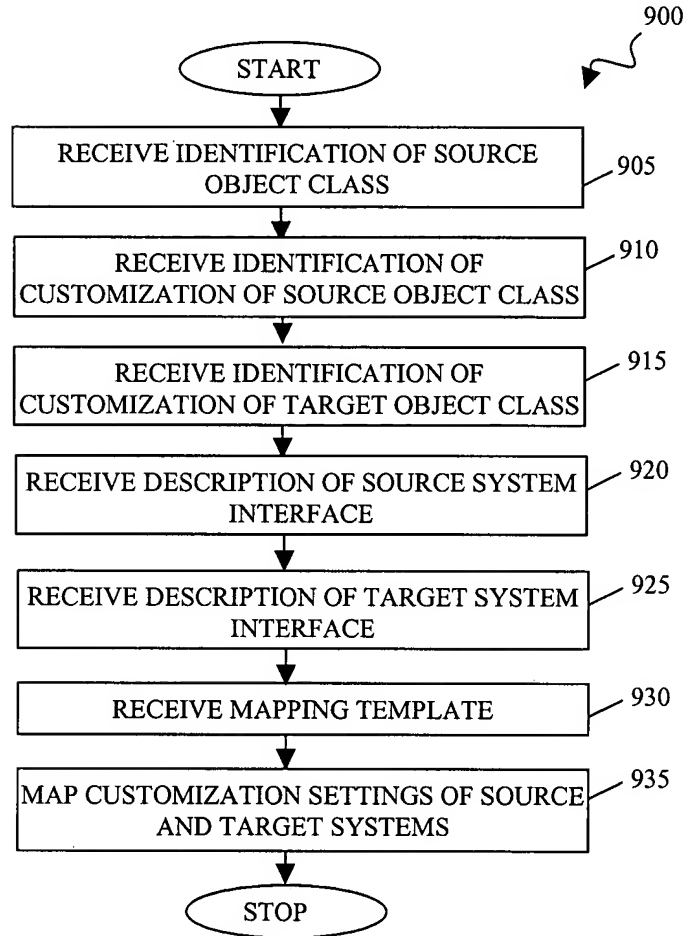 900
START
RECEIVE IDENTIFICATION OF SOURCE
OBJECT CLASS
905
RECEIVE IDENTIFICATION OF
CUSTOMIZATION OF SOURCE OBJECT CLASS
910
RECEIVE IDENTIFICATION OF
CUSTOMIZATION OF TARGET OBJECT CLASS
915
RECEIVE DESCRIPTION OF SOURCE SYSTEM
INTERFACE
920
RECEIVE DESCRIPTION OF TARGET SYSTEM
INTERFACE
925
RECEIVE MAPPING TEMPLATE
930
MAP CUSTOMIZATION SETTINGS OF SOURCE
AND TARGET SYSTEMS
935
STOP